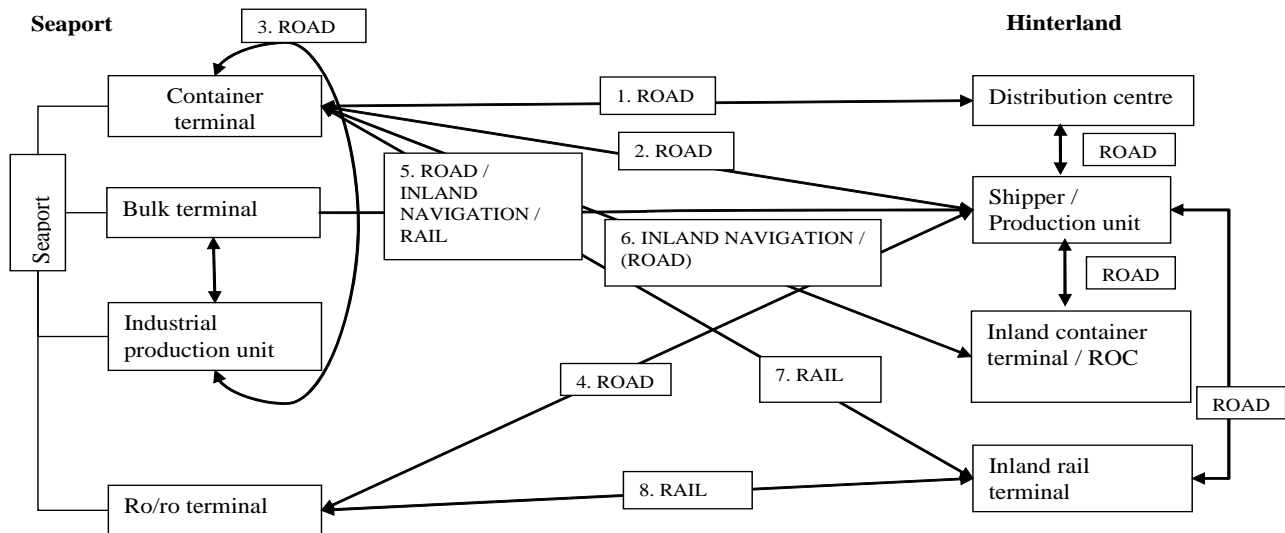 Seaport
3. ROAD
Hinterland
Container
terminal
1. ROAD
Distribution centre
2. ROAD
ROAD
5. ROAD /
INLAND
NAVIGATION /
RAIL
Seaport
Bulk terminal
Shipper /
Production unit
6. INLAND NAVIGATION /
(ROAD)
ROAD
Industrial
production unit
Inland container
terminal / ROC
4. ROAD
7. RAIL
ROAD
Inland rail
terminal
Ro/ro terminal
8. RAIL